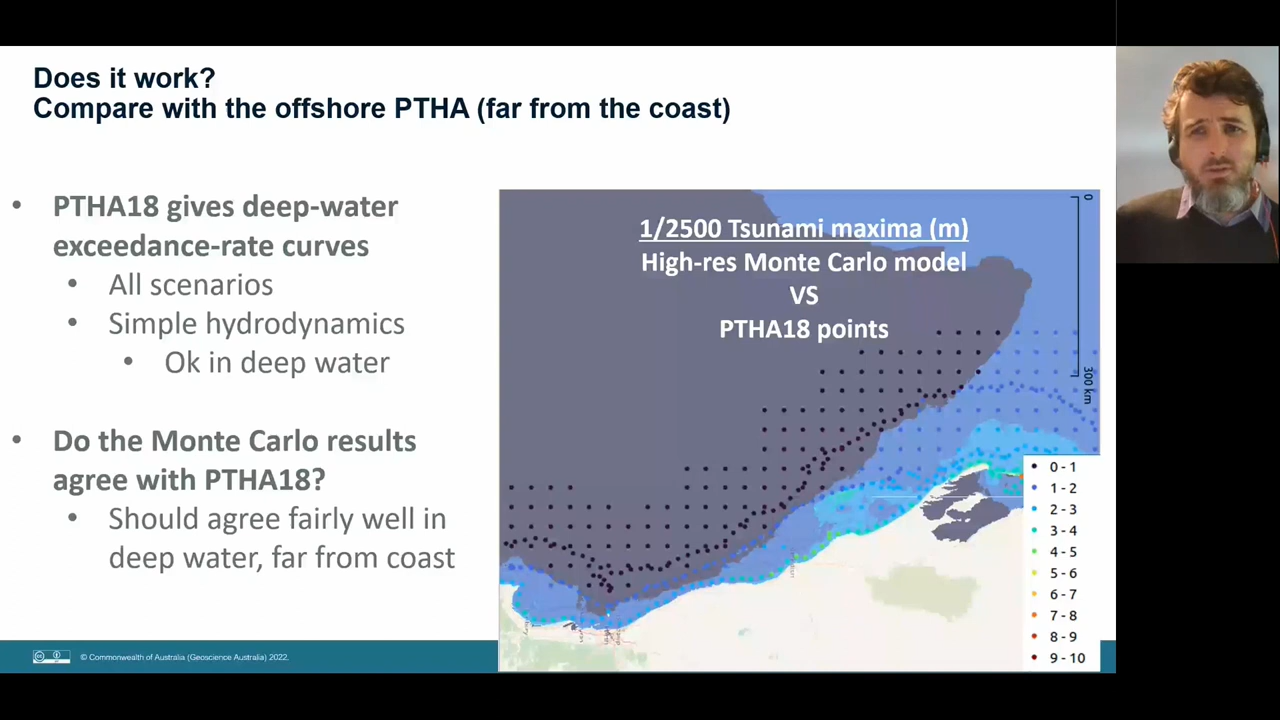 Does it work?
Compare with the offshore PTHA (far from the coast)
• PTHA18 gives deep-water
exceedance-rate curves
• All scenarios
• Simple hydrodynamics
• Ok in deep water
• Do the Monte Carlo results
agree with PTHA18?
• Should agree fairly well in
deep water, far from coast
1/2500 Tsunami maxima (m)
High-res Monte Carlo model
VS
PTHA18 points
0
300 km
0 - 1
1 - 2
2 - 3
3 - 4
4 - 5
5 - 6
6 - 7
7 - 8
8 - 9
9 - 10
© Commonwealth of Australia (Geoscience Australia) 2022.